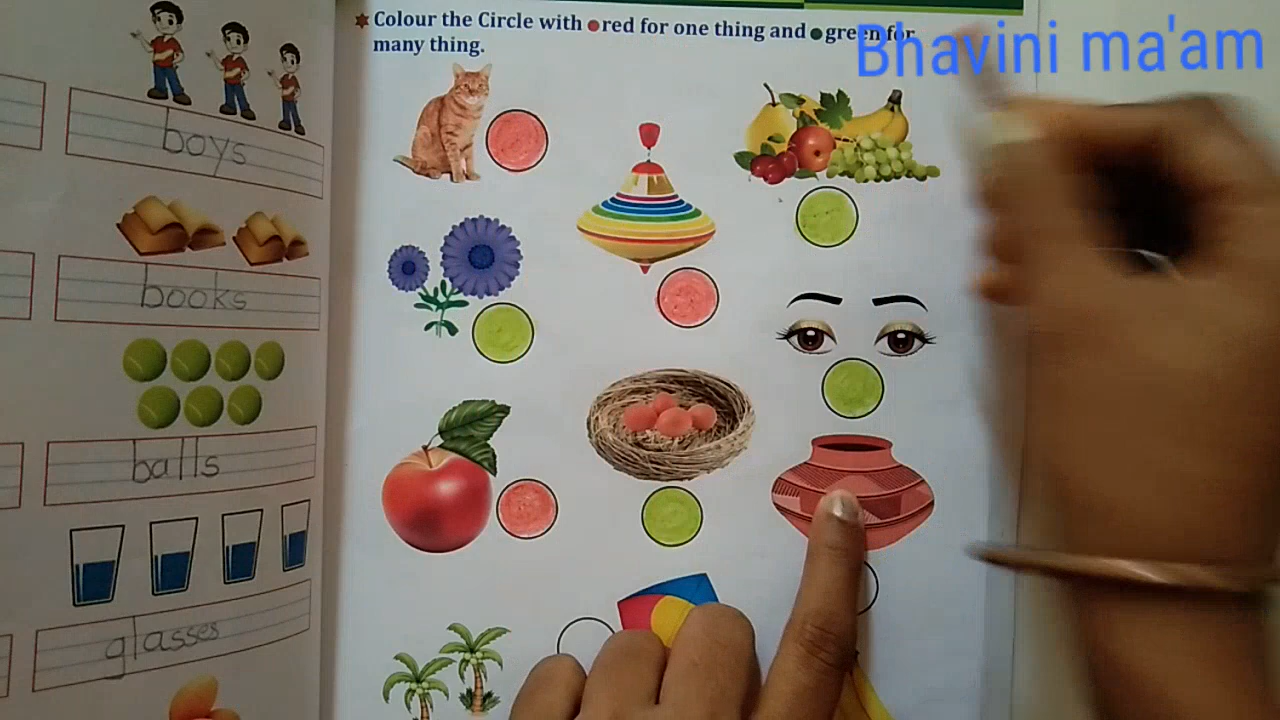 Colour the Circle with red for one thing and green for
many thing.
Bhavini ma'am
boys
books
balls
glasses